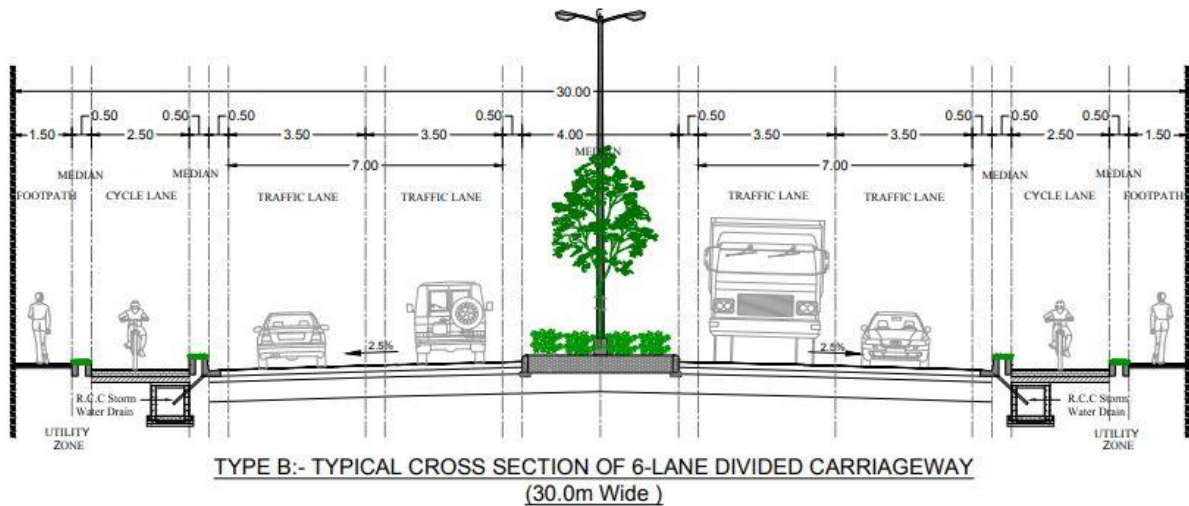 30.00
0.50 0.50 0.50 0.50 0.50 0.50 0.50 0.50
1.50 2.50 3.50 3.50 4.00 3.50 3.50 2.50 1.50
MEDIAN
7.00 7.00
MEDIAN MEDIAN MEDIAN MEDIAN
FOOTPATH CYCLE LANE TRAFFIC LANE TRAFFIC LANE TRAFFIC LANE TRAFFIC LANE CYCLE LANE FOOTPATH
2.5% 2.5%
R.C.C Storm
Water Drain
R.C.C Storm
Water Drain
UTILITY
ZONE
UTILITY
ZONE
TYPE B:- TYPICAL CROSS SECTION OF 6-LANE DIVIDED CARRIAGEWAY
(30.0m Wide )